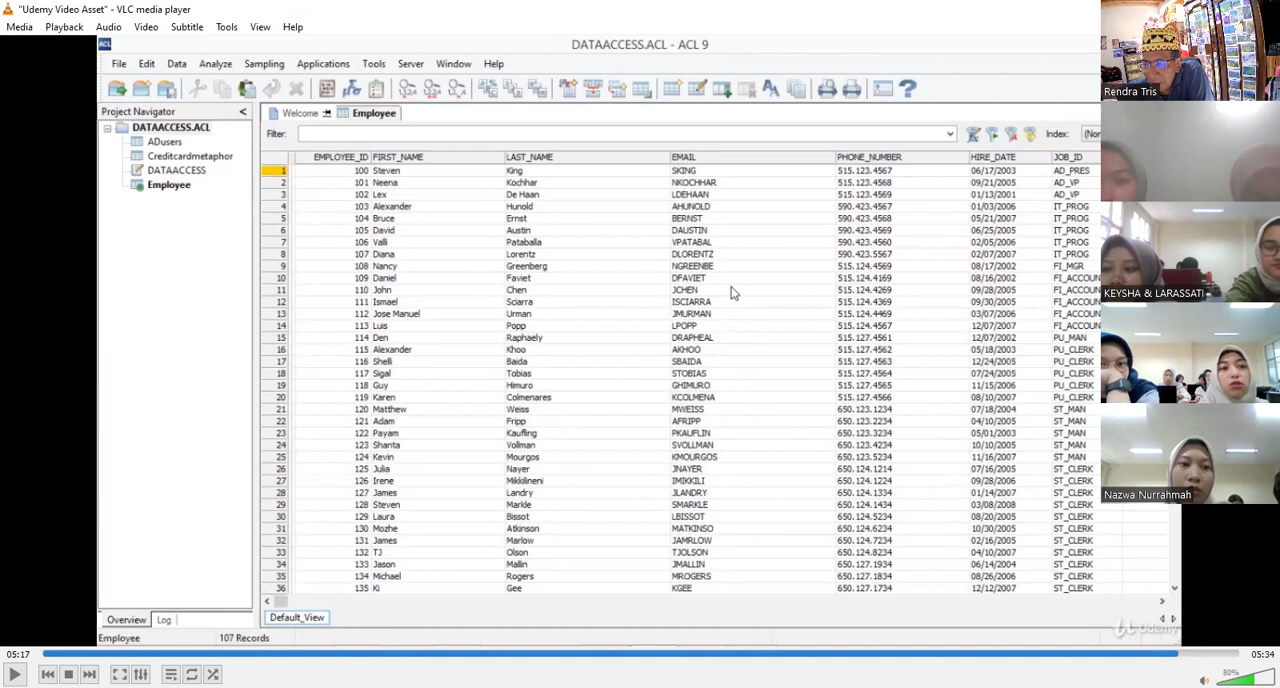 "Udemy Video Asset" - VLC media player
Media Playback Audio Video Subtitle Tools View Help
ACL DATAACCESS.ACL - ACL 9
File Edit Data Analyze Sampling Applications Tools Server Window Help
Project Navigator <
Welcome Employee
DATAACCESS.ACL
ADusers
Creditcardmetaphor
DATAACCESS
Employee
Filter: Index: (Non
EMPLOYEE_ID FIRST_NAME LAST_NAME EMAIL PHONE_NUMBER HIRE_DATE JOB_ID
1 100 Steven King SKING 515.123.4567 06/17/2003 AD_PRES
2 101 Neena Kochhar NKOCHHAR 515.123.4568 09/21/2005 AD_VP
3 102 Lex De Haan LDEHAAN 515.123.4569 01/13/2001 AD_VP
4 103 Alexander Hunold AHUNOLD 590.423.4567 01/03/2006 IT_PROG
5 104 Bruce Ernst BERNST 590.423.4568 05/21/2007 IT_PROG
6 105 David Austin DAUSTIN 590.423.4569 06/25/2005 IT_PROG
7 106 Valli Pataballa VPATABAL 590.423.4560 02/05/2006 IT_PROG
8 107 Diana Lorentz DLORENTZ 590.423.5567 02/07/2007 IT_PROG
9 108 Nancy Greenberg NGREENBE 515.124.4569 08/17/2002 FI_MGR
10 109 Daniel Faviet DFAVIET 515.124.4169 08/16/2002 FI_ACCOUN
11 110 John Chen JCHEN 515.124.4269 09/28/2005 FI_ACCOUN
12 111 Ismael Sciarra ISCIARRA 515.124.4369 09/30/2005 FI_ACCOUN
13 112 Jose Manuel Urman JMURMAN 515.124.4469 03/07/2006 FI_ACCOUN
14 113 Luis Popp LPOPP 515.124.4567 12/07/2007 FI_ACCOUN
15 114 Den Raphaely DRAPHEAL 515.127.4561 12/07/2002 PU_MAN
16 115 Alexander Khoo AKHOO 515.127.4562 05/18/2003 PU_CLERK
17 116 Shelli Baida SBAIDA 515.127.4563 12/24/2005 PU_CLERK
18 117 Sigal Tobias STOBIAS 515.127.4564 07/24/2005 PU_CLERK
19 118 Guy Himuro GHIMURO 515.127.4565 11/15/2006 PU_CLERK
20 119 Karen Colmenares KCOLMENA 515.127.4566 08/10/2007 PU_CLERK
21 120 Matthew Weiss MWEISS 650.123.1234 07/18/2004 ST_MAN
22 121 Adam Fripp AFRIPP 650.123.2234 04/10/2005 ST_MAN
23 122 Payam Kaufling PKAUFLIN 650.123.3234 05/01/2003 ST_MAN
24 123 Shanta Vollman SVOLLMAN 650.123.4234 10/10/2005 ST_MAN
25 124 Kevin Mourgos KMOURGOS 650.123.5234 11/16/2007 ST_MAN
26 125 Julia Nayer JNAYER 650.124.1214 07/16/2005 ST_CLERK
27 126 Irene Mikkilineni IMIKKILI 650.124.1224 09/28/2006 ST_CLERK
28 127 James Landry JLANDRY 650.124.1334 01/14/2007 ST_CLERK
29 128 Steven Markle SMARKLE 650.124.1434 03/08/2008 ST_CLERK
30 129 Laura Bissot LBISSOT 650.124.5234 08/20/2005 ST_CLERK
31 130 Mozhe Atkinson MATKINSO 650.124.6234 10/30/2005 ST_CLERK
32 131 James Marlow JAMRLOW 650.124.7234 02/16/2005 ST_CLERK
33 132 TJ Olson TJOLSON 650.124.8234 04/10/2007 ST_CLERK
34 133 Jason Mallin JMALLIN 650.127.1934 06/14/2004 ST_CLERK
35 134 Michael Rogers MROGERS 650.127.1834 08/26/2006 ST_CLERK
36 135 Ki Gee KGEE 650.127.1734 12/12/2007 ST_CLERK
Default_View
Overview Log
Employee 107 Records
Udemy
05:17 05:34
80%
Rendra Tris
KEYSHA & LARASSATI
Nazwa Nurrahmah